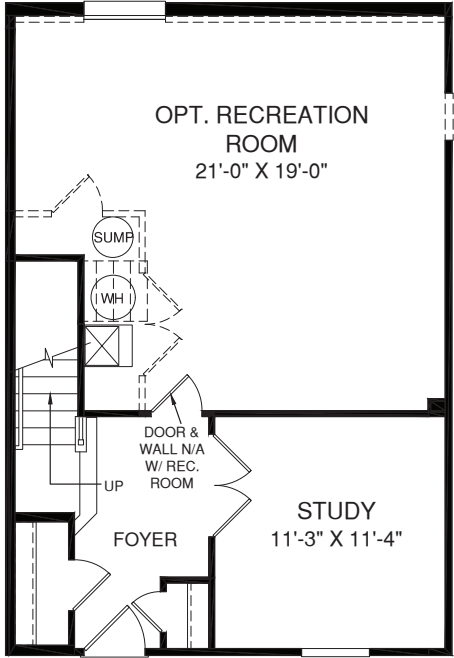 OPT. RECREATION
ROOM
21'-0" X 19'-0"
SUMP
WH
DOOR &
WALL N/A
W/ REC.
ROOM
UP
FOYER
STUDY
11'-3" X 11'-4"